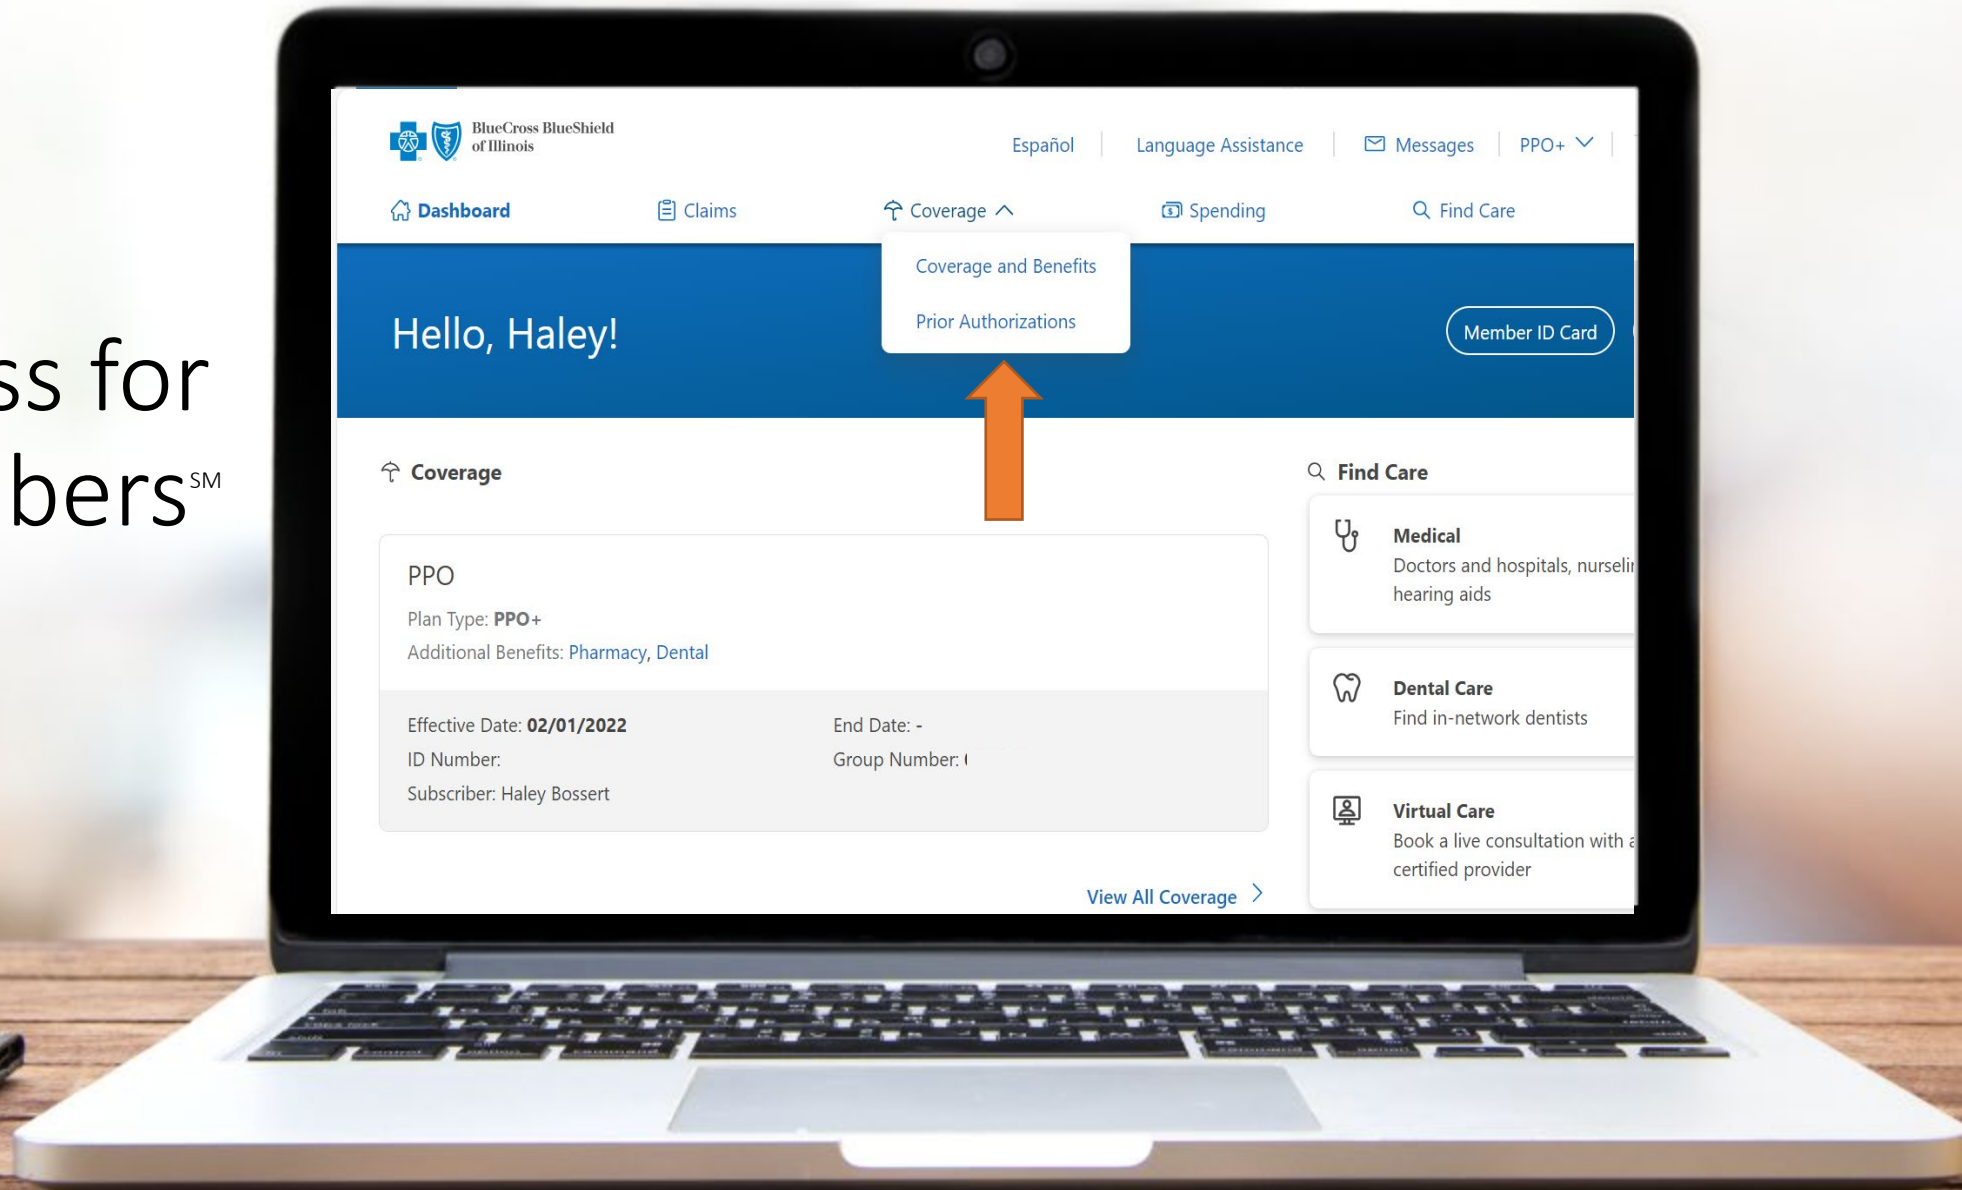 ss for
bersSM
BlueCross BlueShield
of Illinois
Español
Language Assistance
Messages
PPO+
Dashboard
Claims
Coverage
Spending
Find Care
Coverage and Benefits
Prior Authorizations
Hello, Haley!
Member ID Card
Coverage
PPO
Plan Type: PPO+
Additional Benefits: Pharmacy, Dental
Effective Date: 02/01/2022
End Date: -
ID Number:
Group Number:
Subscriber: Haley Bossert
View All Coverage
Find Care
Medical
Doctors and hospitals,
hearing aids
Dental Care
Find in-network dentists
Virtual Care
Book a live consultation with a
certified provider